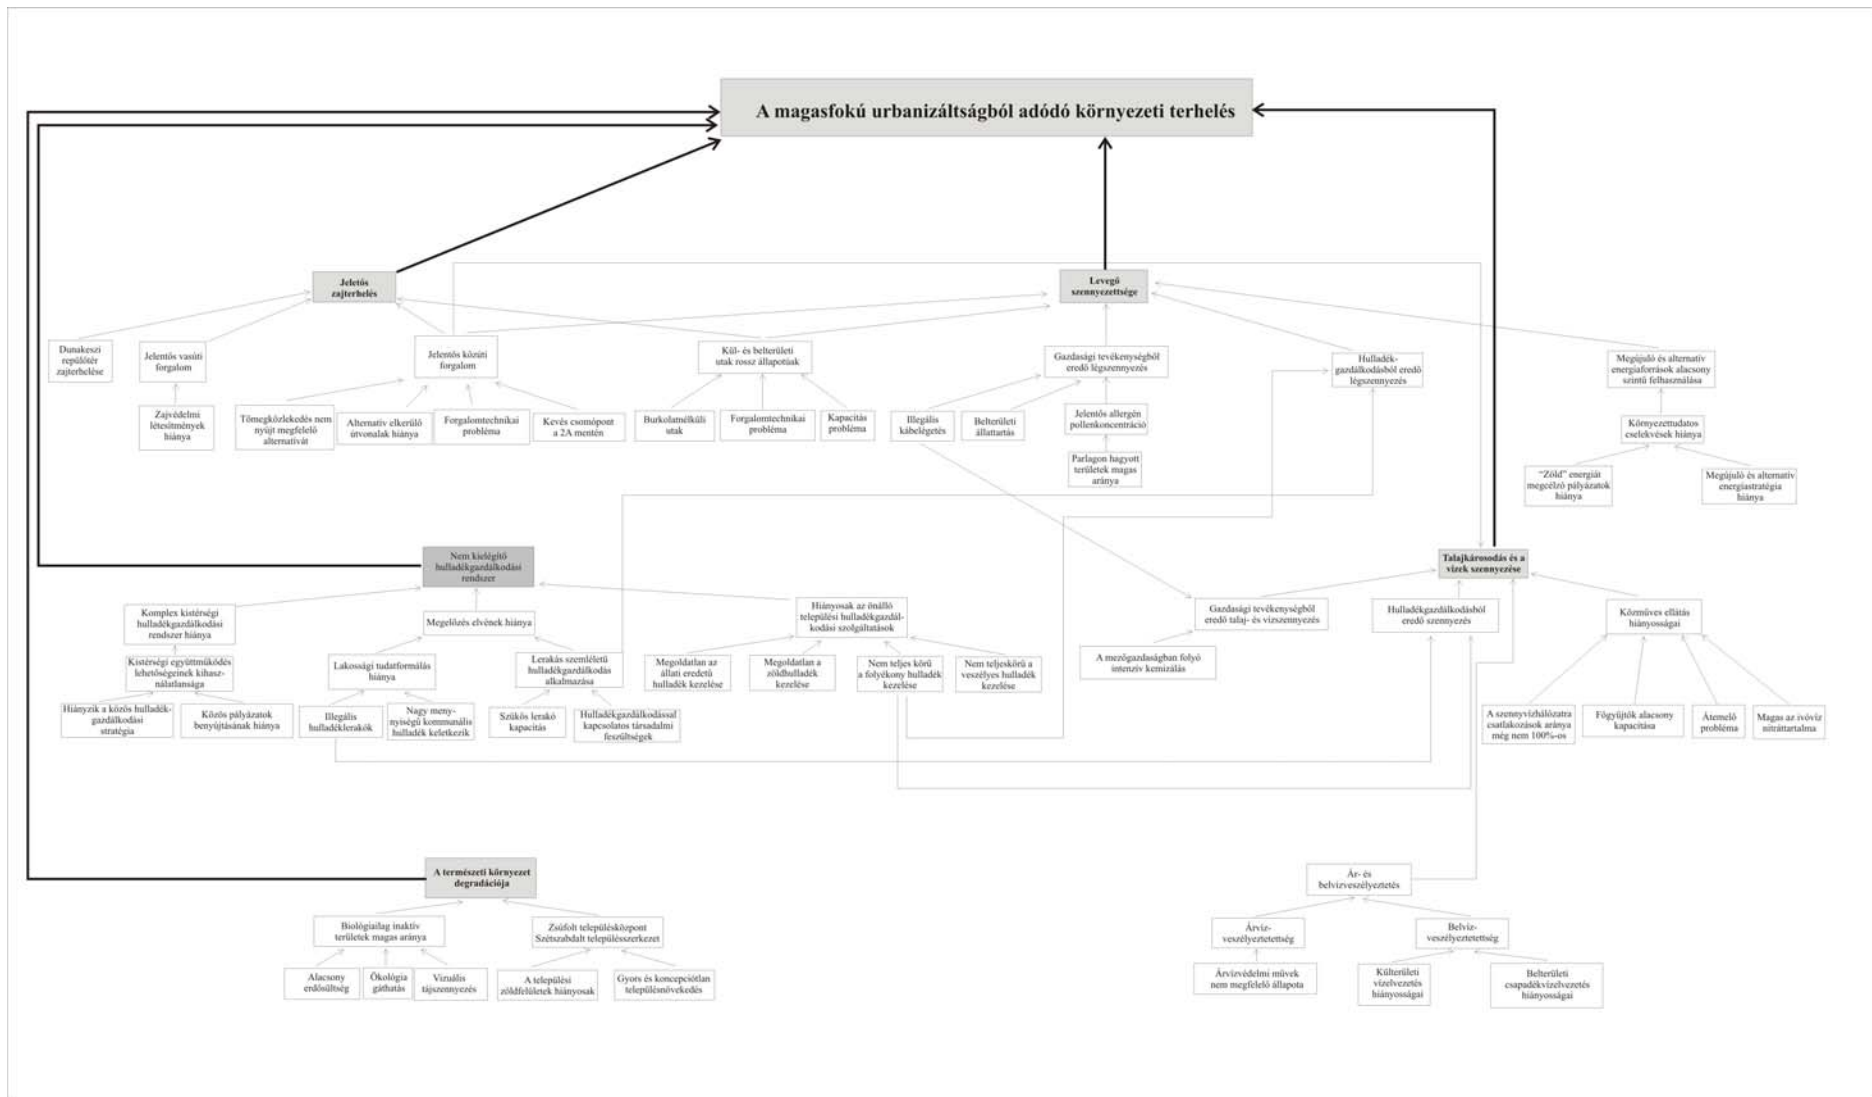 A magasfokú urbanizáltságból adódó környezeti terhelés
Jeletős
zajterhelés
Levegő
szennyezettsége
Dunakeszi
repülőtér
zajterhelése
Jelentős vasúti
forgalom
Jelentős közúti
forgalom
Kül- és belterületi
utak rossz állapotúak
Gazdasági tevékenységből
eredő légszennyezés
Hulladék-
gazdálkodásból eredő
légszennyezés
Megújuló és alternatív
energiaforrások alacsony
szintű felhasználása
Zajvédelmi
létesítmények
hiánya
Tömegközlekedés nem
nyújt megfelelő
alternatívát
Alternatív elkerülő
útvonalak hiánya
Forgalomtechnikai
probléma
Kevés csomópont
a 2A mentén
Burkolatnélküli
utak
Forgalomtechnikai
probléma
Kapacitás
probléma
Illegális
kábelégetés
Belterületi
állattartás
Jelentős allergén
pollenkoncentráció
Környezettudatos
cselekvések hiánya
Parlagon hagyott
területek magas
aránya
"Zöld" energiát
megcélzó pályázatok
hiánya
Megújuló és alternatív
energiastratégia
hiánya
Nem kielégítő
hulladékgazdálkodási
rendszer
Talajkárosodás és a
vizek szennyezése
Komplex kistérségi
hulladékgazdálkodási
rendszer hiánya
Megelőzés elvének hiánya
Hiányosak az önálló
települési hulladékgazdál-
kodási szolgáltatások
Gazdasági tevékenységből
eredő talaj- és vízszennyezés
Hulladékgazdálkodásból
eredő szennyezés
Közműves ellátás
hiányosságai
Kistérségi együttműködés
lehetőségeinek kihasz-
nálatlansága
Lakossági tudatformálás
hiánya
Lerakás szemléletű
hulladékgazdálkodás
alkalmazása
Megoldatlan az
állati eredetű
hulladék kezelése
Megoldatlan a
zöldhulladék
kezelése
Nem teljes körű
a folyékony hulladék
kezelése
Nem teljeskörű a
veszélyes hulladék
kezelése
A mezőgazdaságban folyó
intenzív kemizálás
Hiányzik a közös hulladék-
gazdálkodási
stratégia
Közös pályázatok
benyújtásának hiánya
Illegális
hulladéklerakók
Nagy meny-
nyiségű kommunális
hulladék keletkezik
Szűkös lerakó
kapacitás
Hulladékgazdálkodással
kapcsolatos társadalmi
feszültségek
A szennyvízhálózatra
csatlakozások aránya
még nem 100%-os
Főgyűjtők alacsony
kapacitása
Átemelő
probléma
Magas az ivóvíz
nitráttartalma
A természeti környezet
degradációja
Ár- és
belvízveszélyeztetés
Biológiailag inaktív
területek magas aránya
Zsúfolt településközpont
Szétszabdalt településszerkezet
Árvíz-
veszélyeztetettség
Belvíz-
veszélyeztetettség
Alacsony
erdősültség
Ökológia
gáthatás
Vizuális
tájszennyezés
A települési
zöldfelületek hiányosak
Gyors és koncepciótlan
településnövekedés
Árvízvédelmi művek
nem megfelelő állapota
Külterületi
vízelvezetés
hiányosságai
Belterületi
csapadékvízelvezetés
hiányosságai